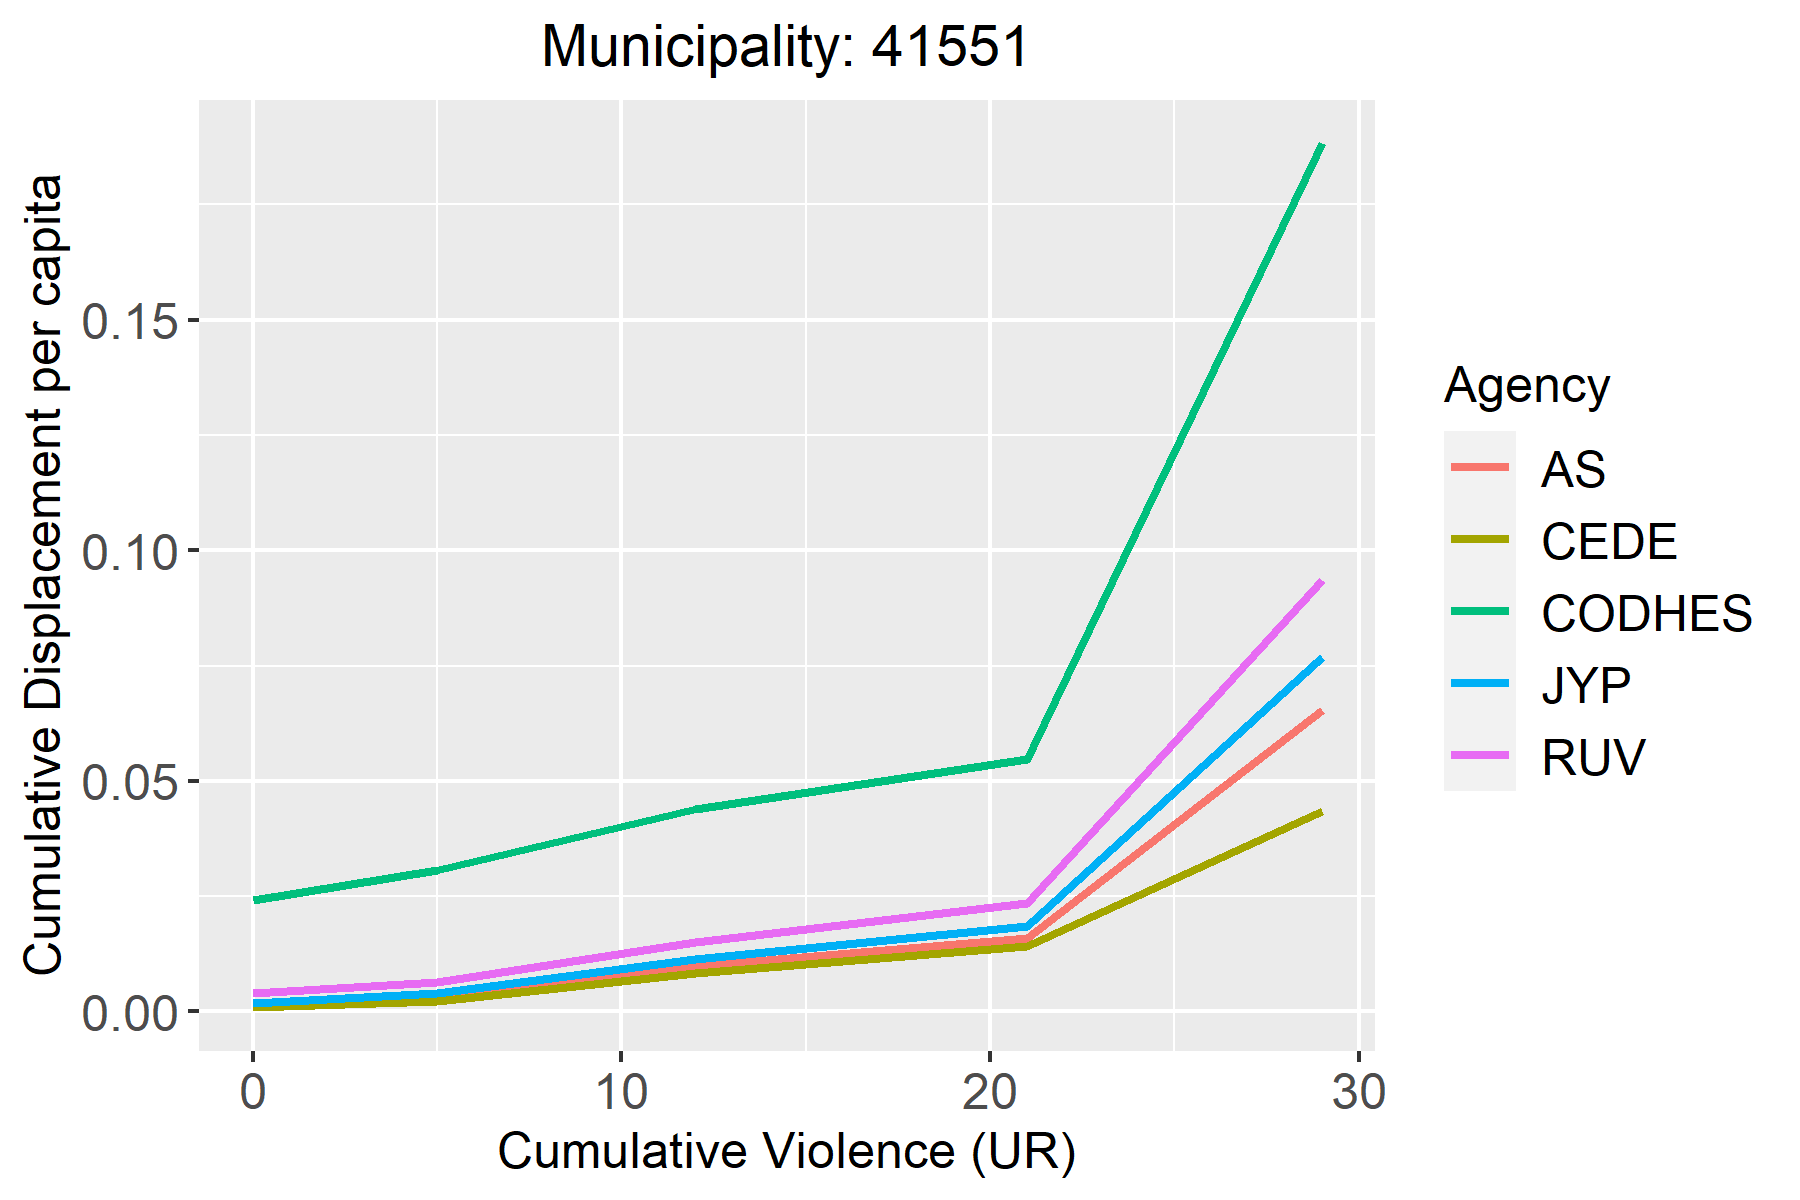 Municipality: 41551
Cumulative Displacement per capita
0.15
0.10
0.05
0.00
0 10 20 30
Cumulative Violence (UR)
Agency
AS
CEDE
CODHES
JYP
RUV